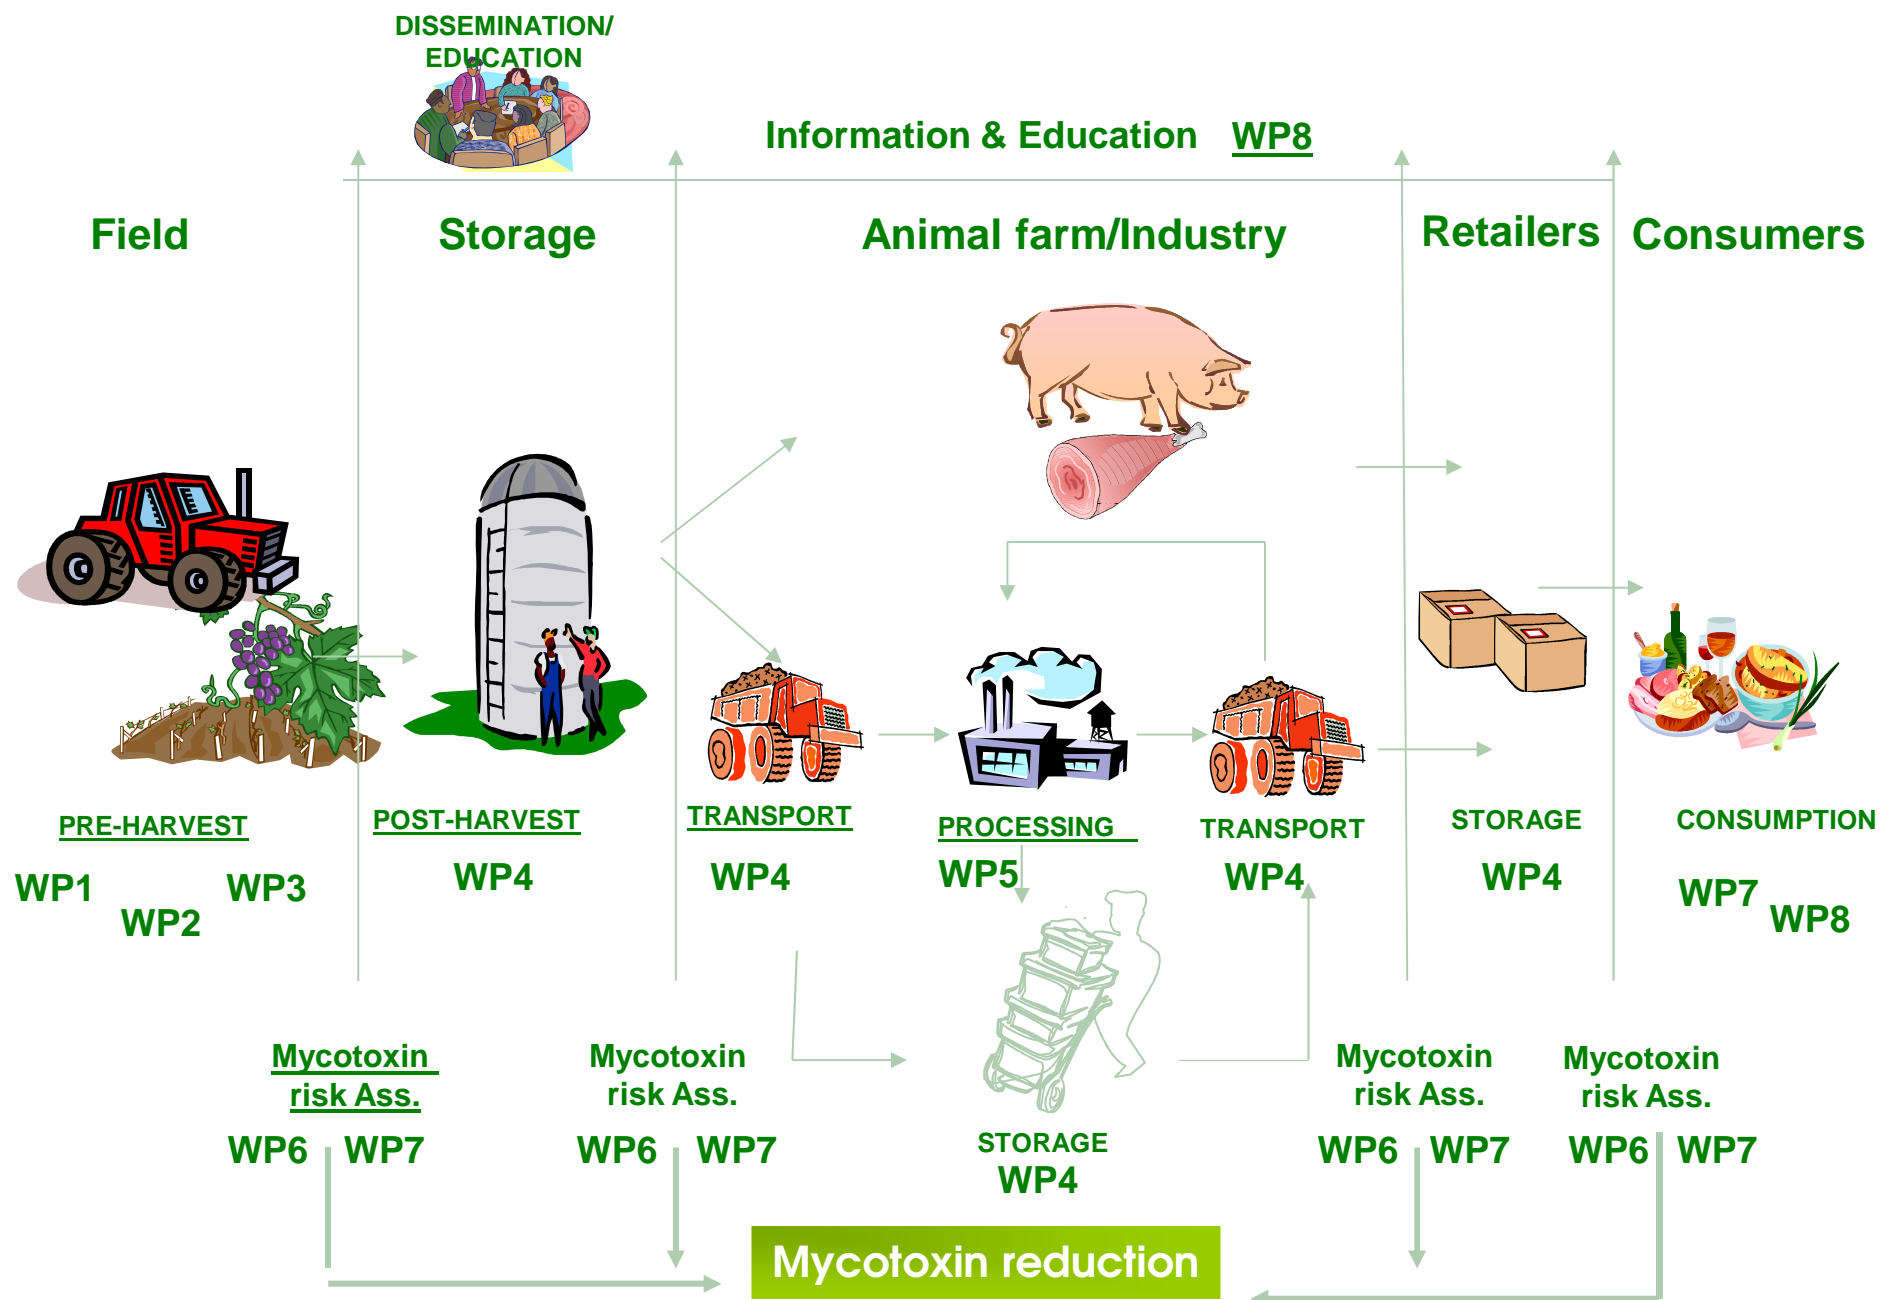 DISSEMINATION/
EDUCATION
Information & Education WP8
Field
Storage
Animal farm/Industry
Retailers
Consumers
PRE-HARVEST
POST-HARVEST
TRANSPORT
PROCESSING
TRANSPORT
STORAGE
CONSUMPTION
WP1
WP2
WP3
WP4
WP4
WP5
WP4
WP4
WP7
WP8
Mycotoxin
risk Ass.
WP6 WP7
Mycotoxin
risk Ass.
WP6 WP7
STORAGE
WP4
Mycotoxin
risk Ass.
WP6 WP7
Mycotoxin
risk Ass.
WP6 WP7
Mycotoxin reduction